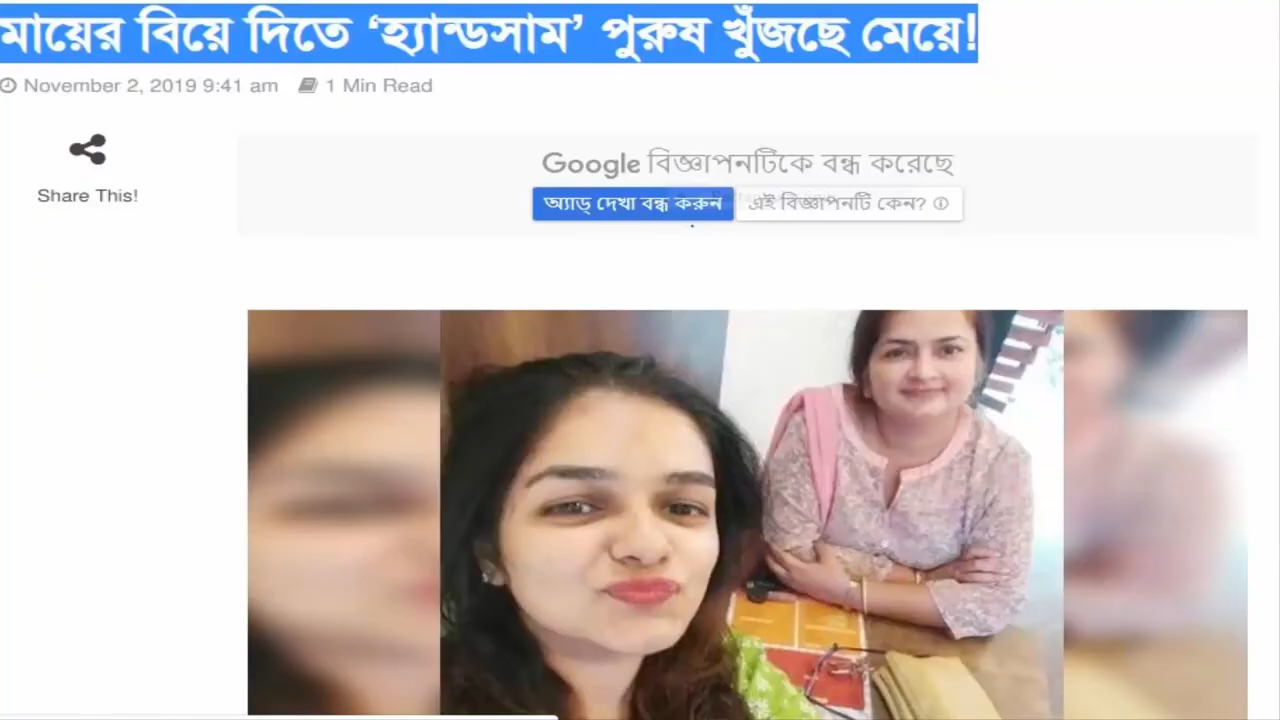 মায়ের বিয়ে দিতে ‘হ্যান্ডসাম’ পুরুষ খুঁজছে মেয়ে!
November 2, 2019 9:41 am 1 Min Read
Share This!
Google বিজ্ঞাপনটিকে বন্ধ করেছে
অ্যাড্ দেখা বন্ধ করুন এই বিজ্ঞাপনটি কেন?